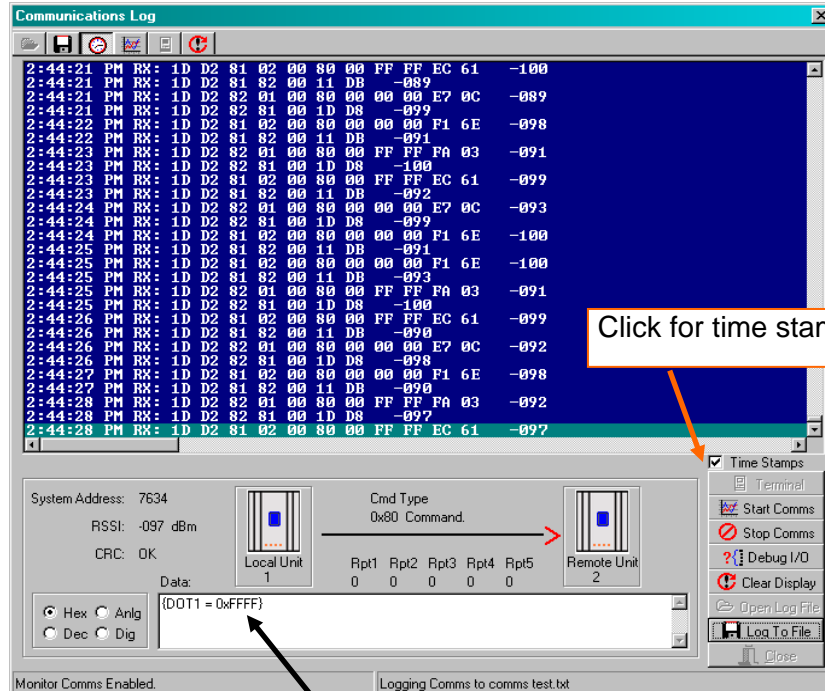 Communications Log
2:44:21 PM RX: 1D D2 81 02 00 80 00 FF FF EC 61 -100
2:44:21 PM RX: 1D D2 81 82 00 11 DB -089
2:44:21 PM RX: 1D D2 82 01 00 80 00 00 00 E7 0C -089
2:44:21 PM RX: 1D D2 82 81 00 1D D8 -099
2:44:22 PM RX: 1D D2 81 02 00 80 00 00 00 F1 6E -098
2:44:22 PM RX: 1D D2 81 82 00 11 DB -091
2:44:23 PM RX: 1D D2 82 01 00 80 00 FF FF FA 03 -091
2:44:23 PM RX: 1D D2 82 81 00 1D D8 -100
2:44:23 PM RX: 1D D2 81 02 00 80 00 FF FF EC 61 -099
2:44:23 PM RX: 1D D2 81 82 00 11 DB -092
2:44:24 PM RX: 1D D2 82 01 00 80 00 00 00 E7 0C -093
2:44:24 PM RX: 1D D2 82 81 00 1D D8 -099
2:44:24 PM RX: 1D D2 81 02 00 80 00 00 00 F1 6E -100
2:44:25 PM RX: 1D D2 81 82 00 11 DB -091
2:44:25 PM RX: 1D D2 81 02 00 80 00 00 00 F1 6E -100
2:44:25 PM RX: 1D D2 81 82 00 11 DB -093
2:44:25 PM RX: 1D D2 82 01 00 80 00 FF FF FA 03 -091
2:44:25 PM RX: 1D D2 82 81 00 1D D8 -100
2:44:26 PM RX: 1D D2 81 02 00 80 00 FF FF EC 61 -099
2:44:26 PM RX: 1D D2 81 82 00 11 DB -090
2:44:26 PM RX: 1D D2 82 01 00 80 00 00 00 E7 0C -092
2:44:26 PM RX: 1D D2 82 81 00 1D D8 -098
2:44:27 PM RX: 1D D2 81 02 00 80 00 00 00 F1 6E -098
2:44:27 PM RX: 1D D2 81 82 00 11 DB -090
2:44:28 PM RX: 1D D2 82 01 00 80 00 FF FF FA 03 -092
2:44:28 PM RX: 1D D2 82 81 00 1D D8 -097
2:44:28 PM RX: 1D D2 81 02 00 80 00 FF FF EC 61 -097
Click for time star
Time Stamps
Terminal
Start Comms
Stop Comms
Debug I/O
Clear Display
Open Log File
Log To File
Close
System Address: 7634
RSSI: -097 dBm
CRC: OK
Local Unit
1
Cmd Type
0x80 Command.
Rpt1 Rpt2 Rpt3 Rpt4 Rpt5
0 0 0 0 0
Remote Unit
2
Data:
Hex Anlg
Dec Dig
{DOT1 = 0xFFFF}
Monitor Comms Enabled.
Logging Comms to comms test.txt